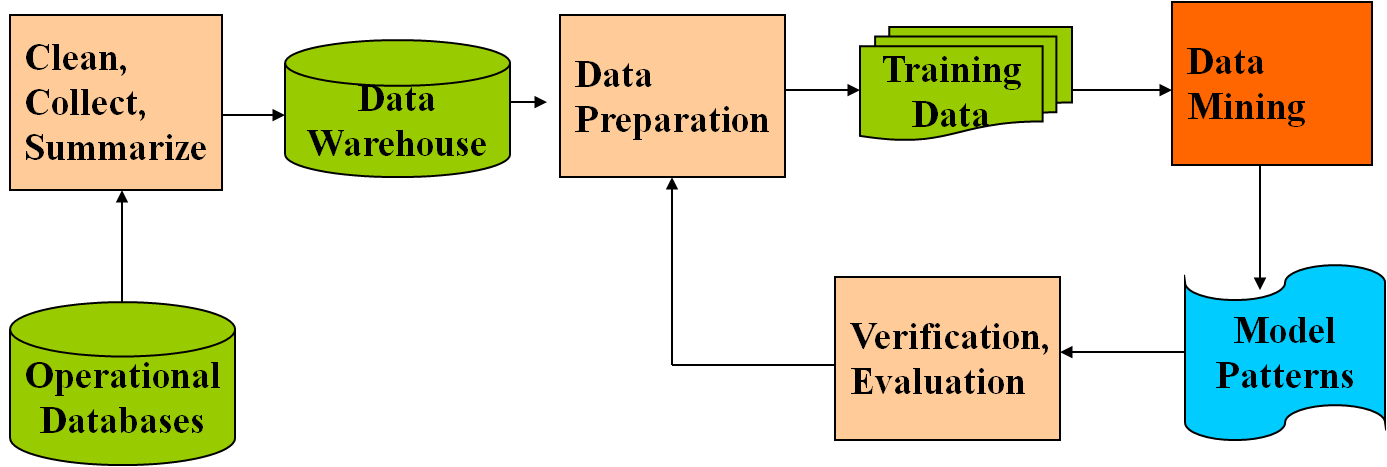 Clean,
Collect,
Summarize
Data
Warehouse
Data
Preparation
Training
Data
Data
Mining
Operational
Databases
Verification,
Evaluation
Model
Patterns